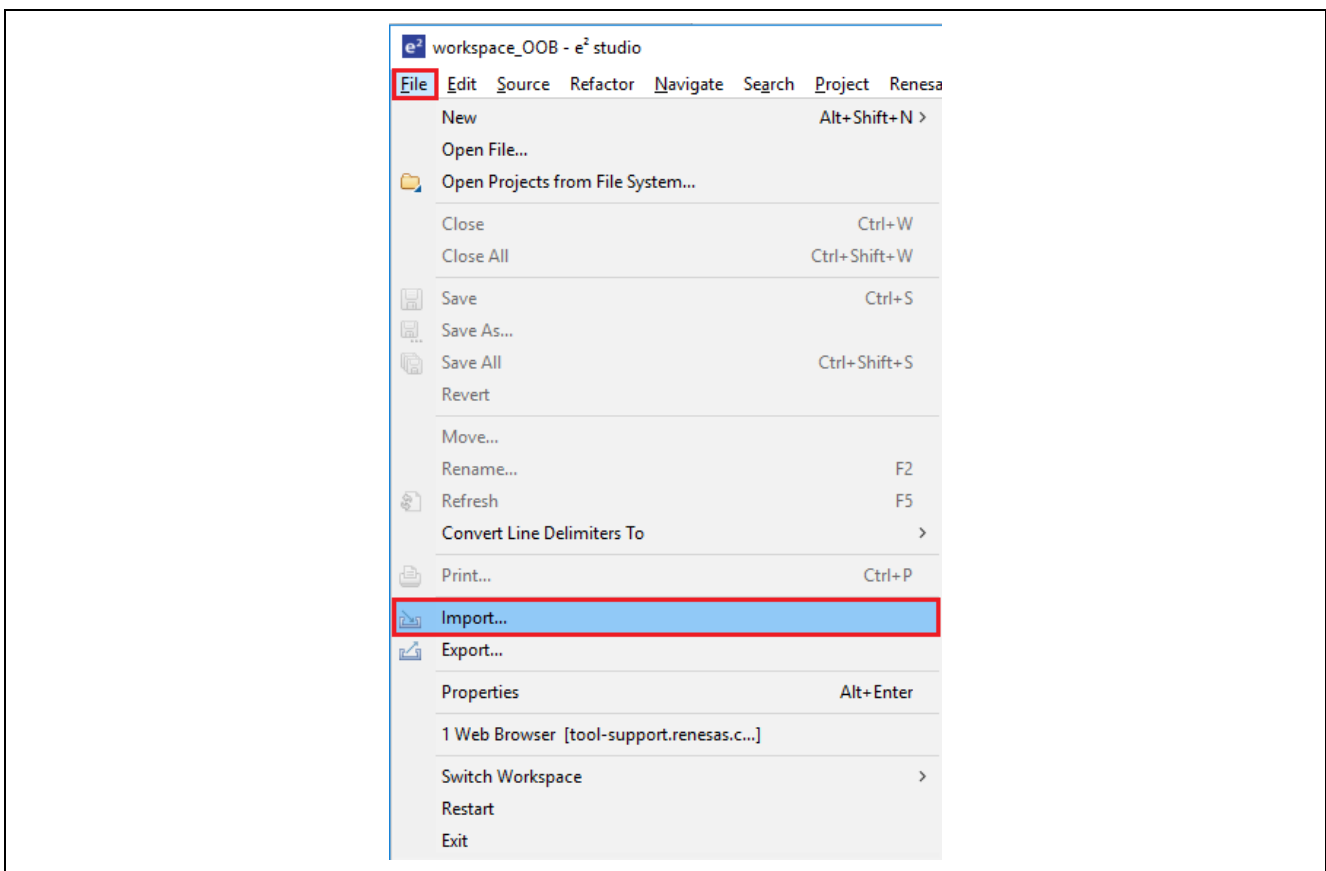 e² workspace_OOB - e² studio
File Edit Source Refactor Navigate Search Project Renesa
New Alt+Shift+N >
Open File...
Open Projects from File System...
Close Ctrl+W
Close All Ctrl+Shift+W
Save Ctrl+S
Save As...
Save All Ctrl+Shift+S
Revert
Move...
Rename... F2
Refresh F5
Convert Line Delimiters To >
Print... Ctrl+P
Import...
Export...
Properties Alt+Enter
1 Web Browser [tool-support.renesas.c...]
Switch Workspace >
Restart
Exit